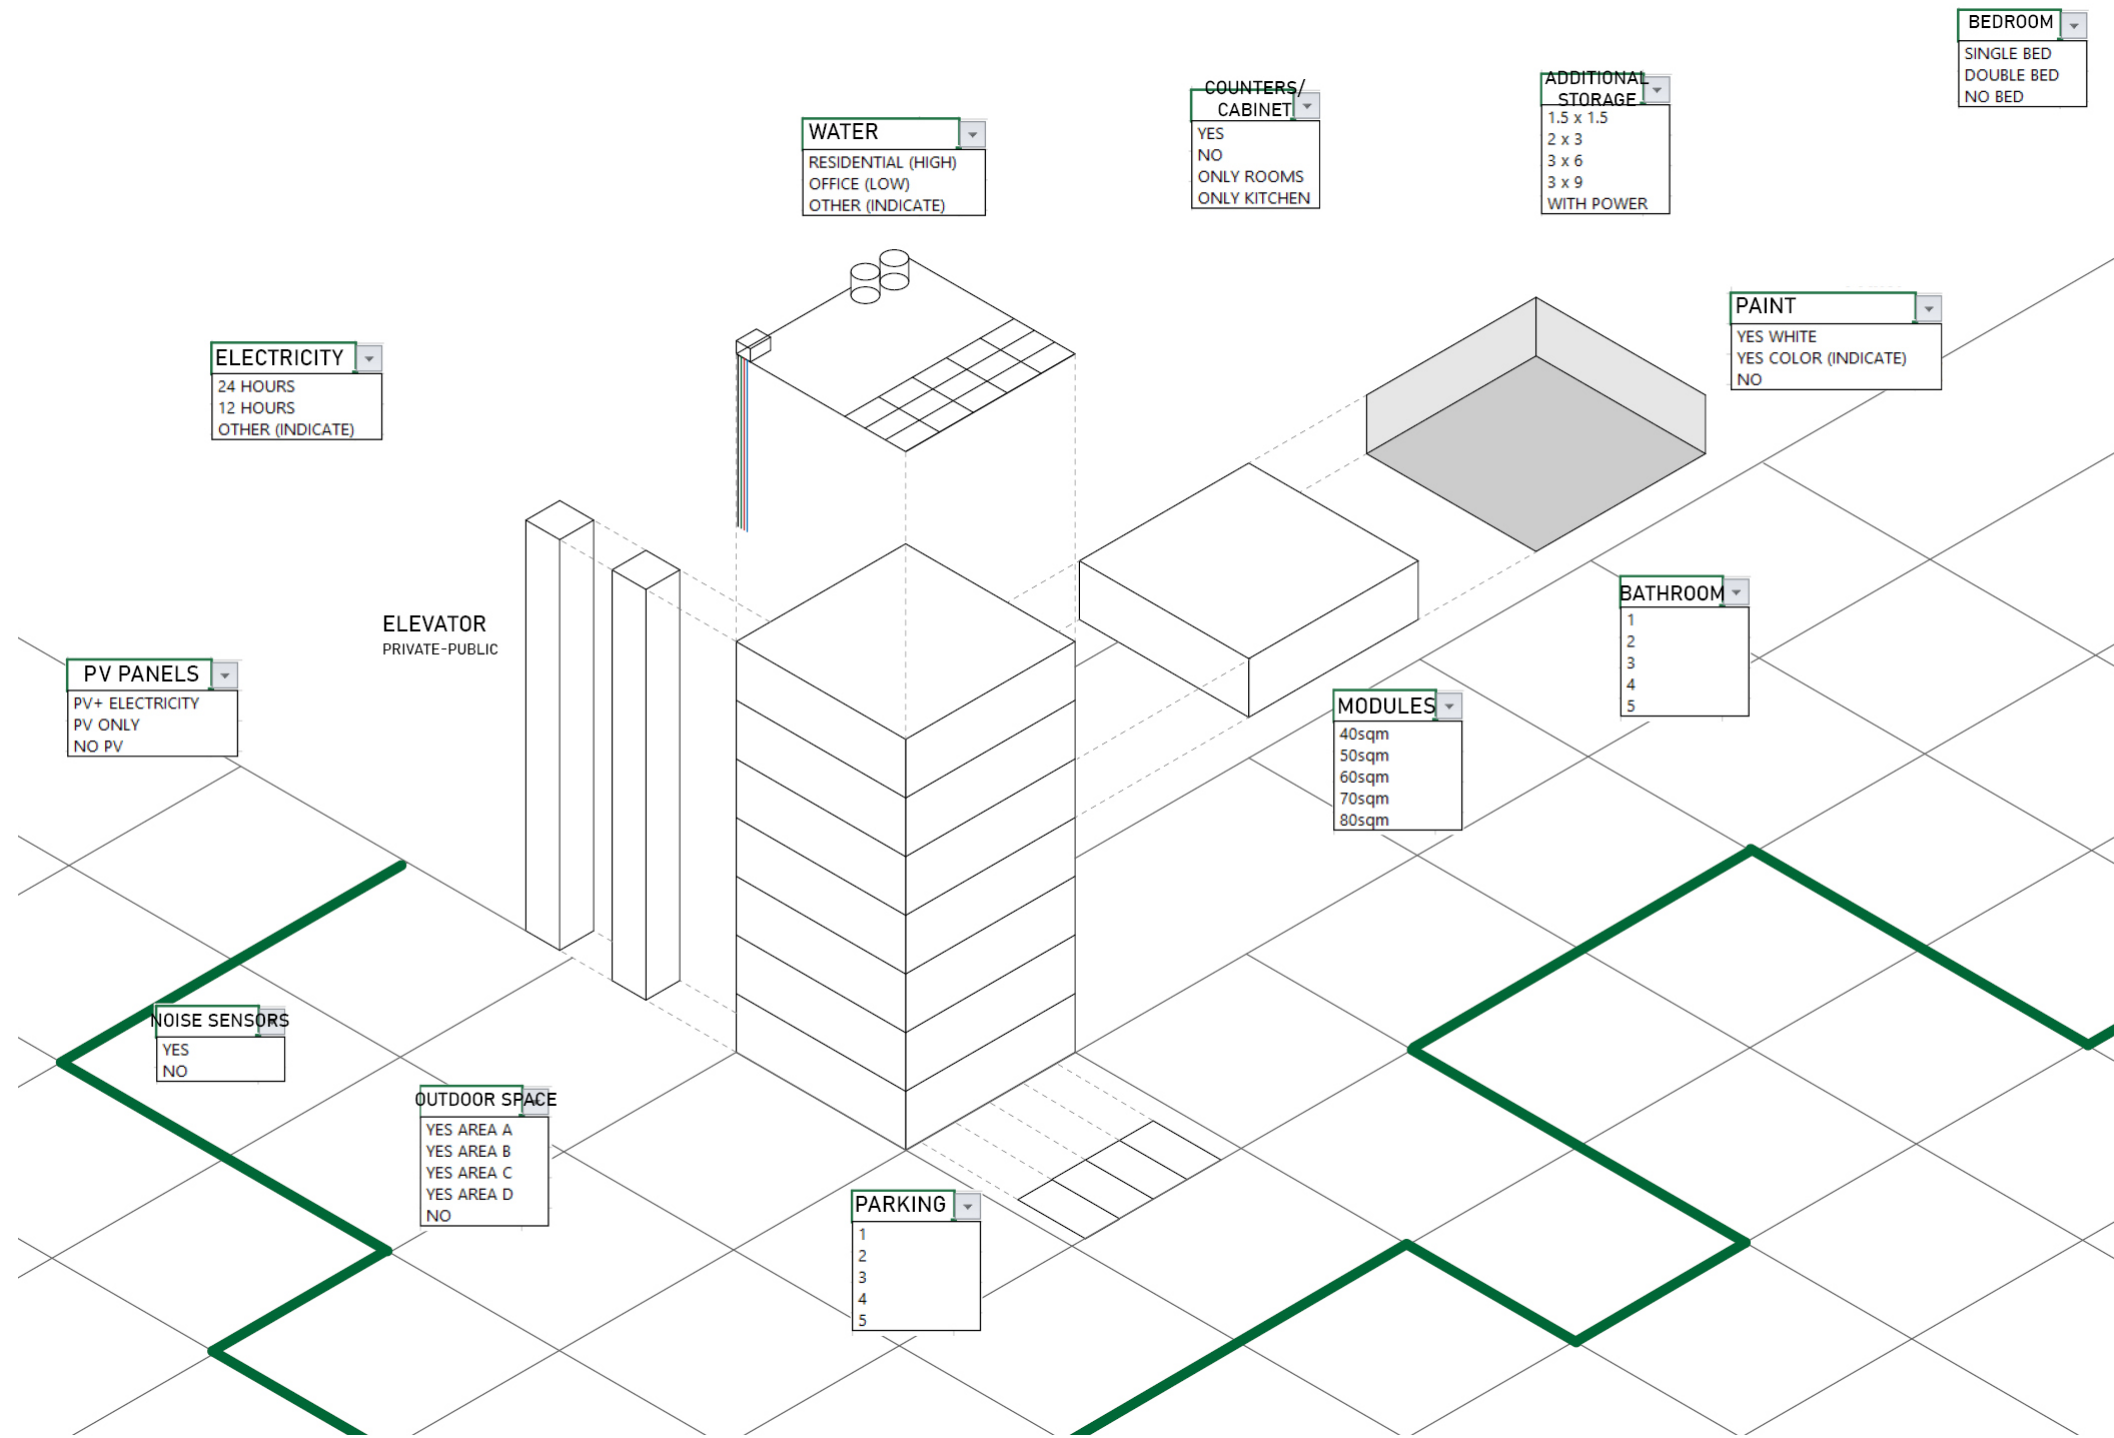 BEDROOM
SINGLE BED
DOUBLE BED
NO BED
ADDITIONAL
STORAGE
1.5 x 1.5
2 x 3
3 x 6
3 x 9
WITH POWER
COUNTERS/
CABINET
YES
NO
ONLY ROOMS
ONLY KITCHEN
WATER
RESIDENTIAL (HIGH)
OFFICE (LOW)
OTHER (INDICATE)
PAINT
YES WHITE
YES COLOR (INDICATE)
NO
ELECTRICITY
24 HOURS
12 HOURS
OTHER (INDICATE)
ELEVATOR
PRIVATE-PUBLIC
BATHROOM
1
2
3
4
5
PV PANELS
PV+ ELECTRICITY
PV ONLY
NO PV
MODULES
40sqm
50sqm
60sqm
70sqm
80sqm
NOISE SENSORS
YES
NO
OUTDOOR SPACE
YES AREA A
YES AREA B
YES AREA C
YES AREA D
NO
PARKING
1
2
3
4
5